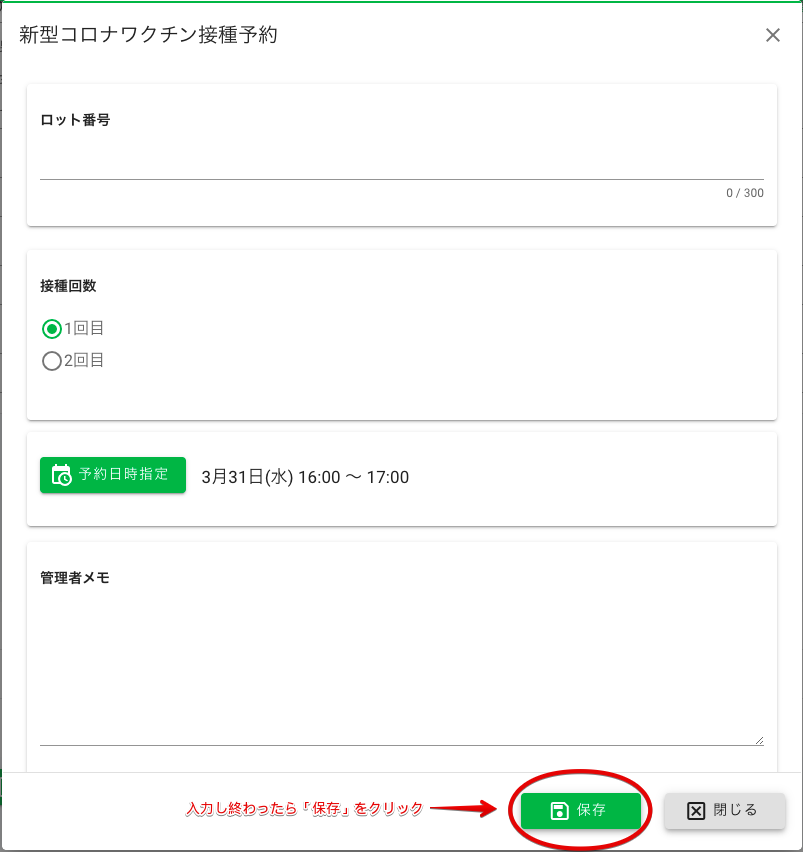 新型コロナワクチン接種予約
ロット番号
0 / 300
接種回数
1回目
2回目
予約日時指定 3月31日(水) 16:00 〜 17:00
管理者メモ
入力し終わったら「保存」をクリック 保存 閉じる